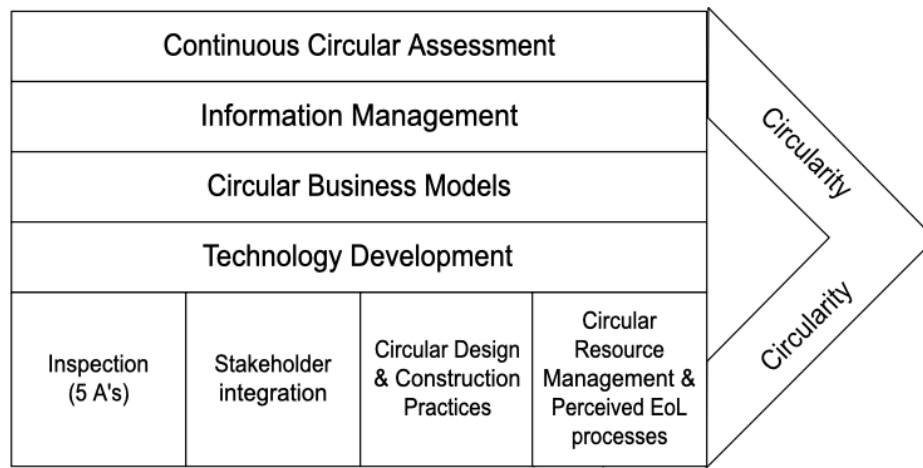 Continuous Circular Assessment
Information Management
Circular Business Models
Technology Development
Inspection
(5 A's)
Stakeholder
integration
Circular Design
& Construction
Practices
Circular
Resource
Management &
Perceived EoL
processes
Circularity
Circularity